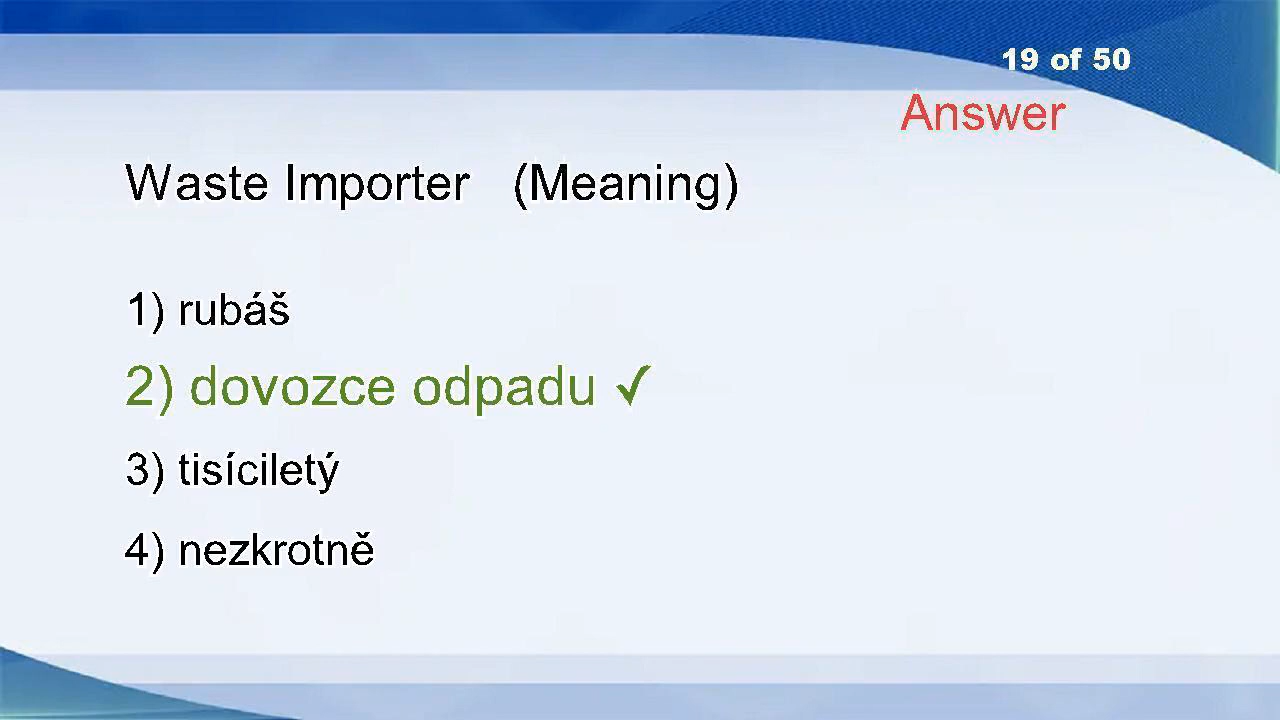 19 of 50
Answer
Waste Importer (Meaning)
1) rubáš
2) dovozce odpadu ✓
3) tisíciletý
4) nezkrotně